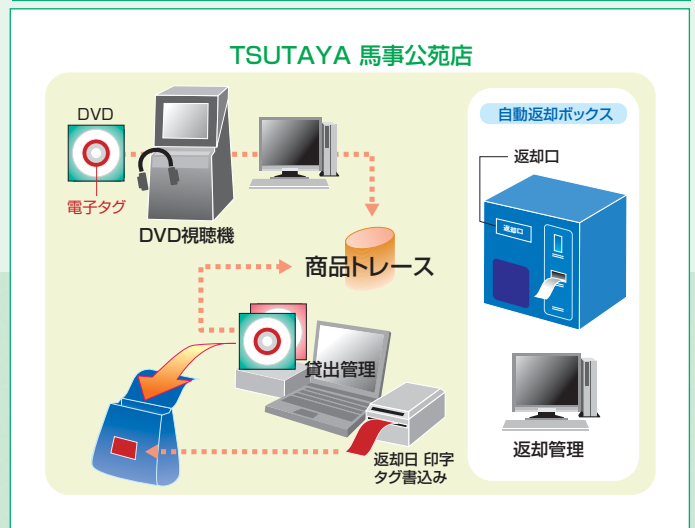 TSUTAYA 馬事公苑店
DVD
電子タグ
DVD視聴機
商品トレース
貸出管理
返却日 印字
タグ書込み
自動返却ボックス
返却口
返却口
返却管理